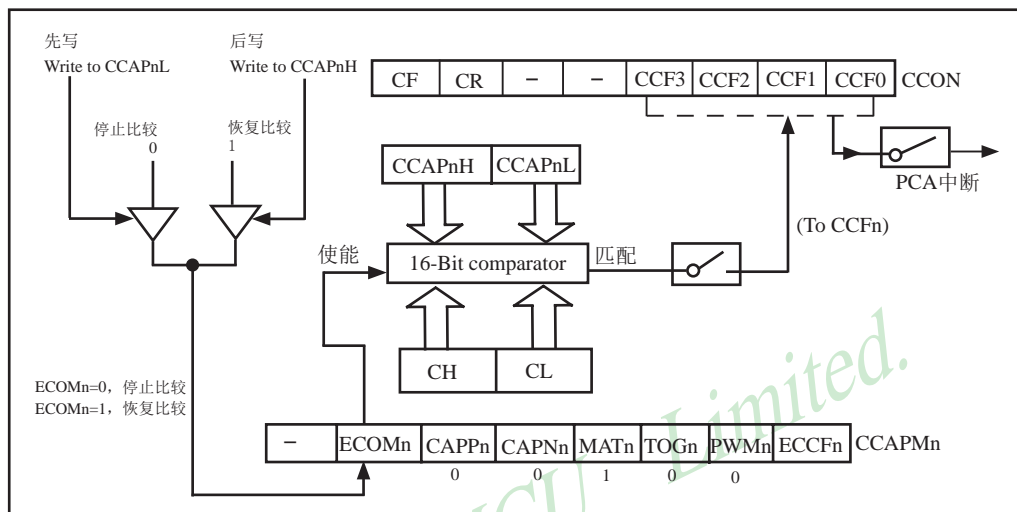 先写
Write to CCAPnL
后写
Write to CCAPnH
停止比较
0
恢复比较
1
CF CR – – CCF3 CCF2 CCF1 CCF0 CCON
PCA中断
CCAPnH CCAPnL
(To CCFn)
使能
16-Bit comparator
匹配
CH CL
ECOMn=0，停止比较
ECOMn=1，恢复比较
– ECOMn CAPPn CAPNn MATn TOGn PWMn ECCFn CCAPMn
0 0 1 0 0
MCU Limited.